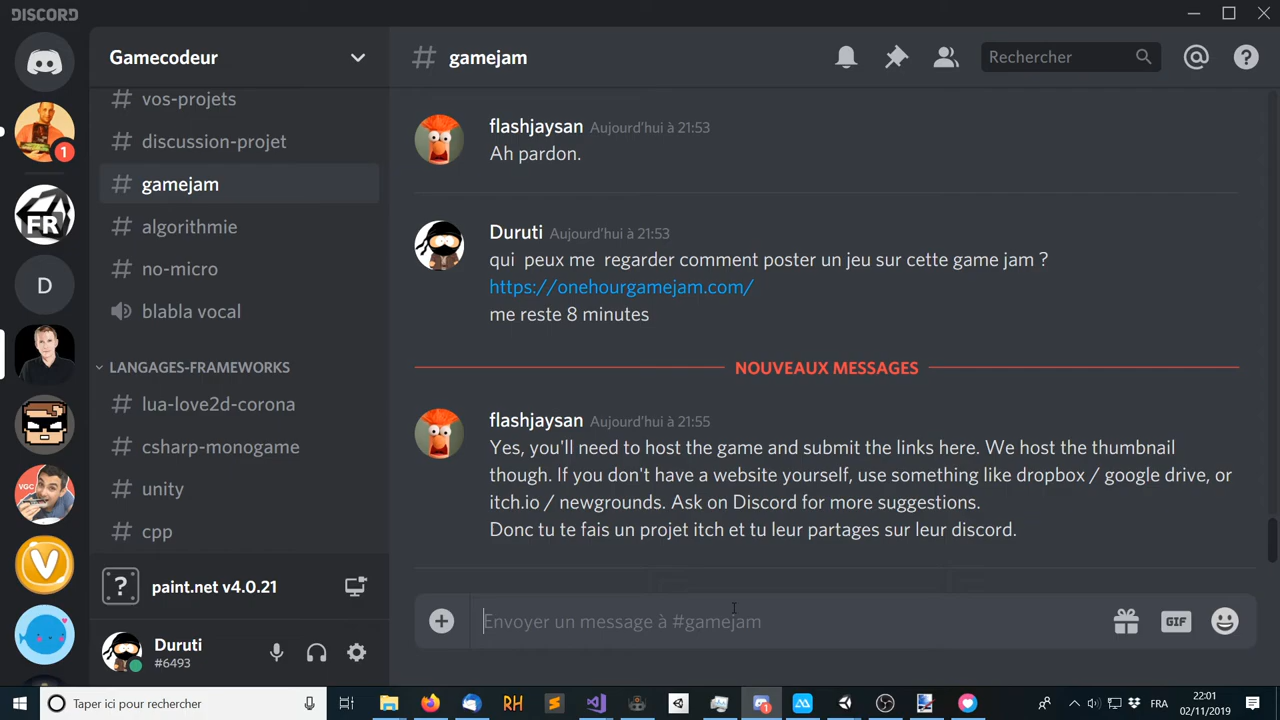 DISCORD
Gamecodeur
# vos-projets
# discussion-projet
# gamejam
# algorithmie
# no-micro
blabla vocal
LANGAGES-FRAMEWORKS
# lua-love2d-corona
# csharp-monogame
# unity
# cpp
paint.net v4.0.21
Duruti
#6493
1
FR
D
VGC
V
# gamejam
Rechercher
flashjaysan Aujourd'hui à 21:53
Ah pardon.
Duruti Aujourd'hui à 21:53
qui peux me regarder comment poster un jeu sur cette game jam ?
https://onehourgamejam.com/
me reste 8 minutes
NOUVEAUX MESSAGES
flashjaysan Aujourd'hui à 21:55
Yes, you'll need to host the game and submit the links here. We host the thumbnail
though. If you don't have a website yourself, use something like dropbox / google drive, or
itch.io / newgrounds. Ask on Discord for more suggestions.
Donc tu te fais un projet itch et tu leur partages sur leur discord.
Envoyer un message à #gamejam
GIF
Taper ici pour rechercher
RH
FR
22:01
02/11/2019